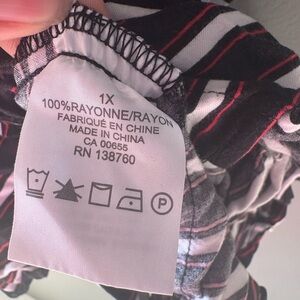 1X
100%RAYONNE/RAYON
FABRIQUÉ EN CHINE
MADE IN CHINA
CA 00655
RN 138760
P